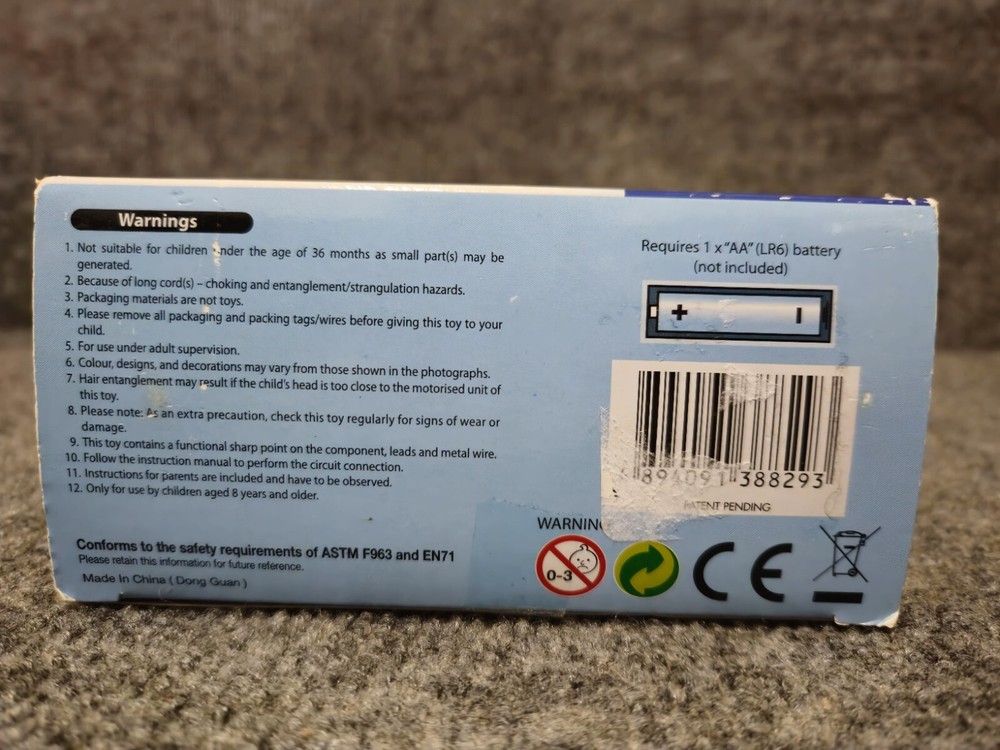 Warnings
1. Not suitable for children under the age of 36 months as small part(s) may be
generated.
2. Because of long cord(s) – choking and entanglement/strangulation hazards.
3. Packaging materials are not toys.
4. Please remove all packaging and packing tags/wires before giving this toy to your
child.
5. For use under adult supervision.
6. Colour, designs, and decorations may vary from those shown in the photographs.
7. Hair entanglement may result if the child's head is too close to the motorised unit of
this toy.
8. Please note: As an extra precaution, check this toy regularly for signs of wear or
damage.
9. This toy contains a functional sharp point on the component, leads and metal wire.
10. Follow the instruction manual to perform the circuit connection.
11. Instructions for parents are included and have to be observed.
12. Only for use by children aged 8 years and older.
Conforms to the safety requirements of ASTM F963 and EN71
Please retain this information for future reference.
Made In China ( Dong Guan )
Requires 1 x "AA" (LR6) battery
(not included)
+ –
894091 388293
PATENT PENDING
WARNING
0-3
CE